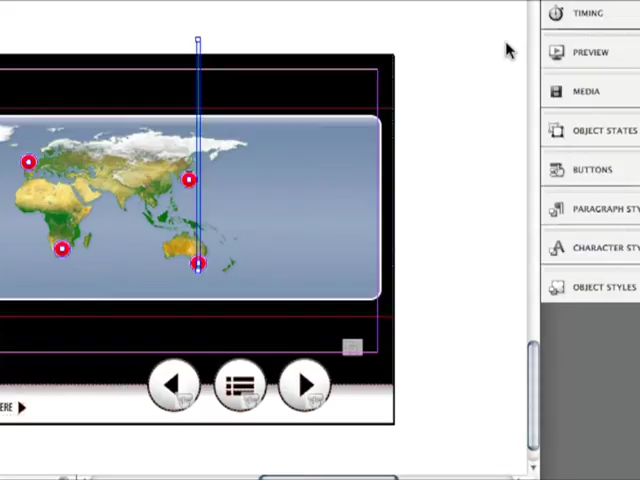 TIMING
PREVIEW
MEDIA
OBJECT STATES
BUTTONS
PARAGRAPH STY
CHARACTER STY
OBJECT STYLES
ERE